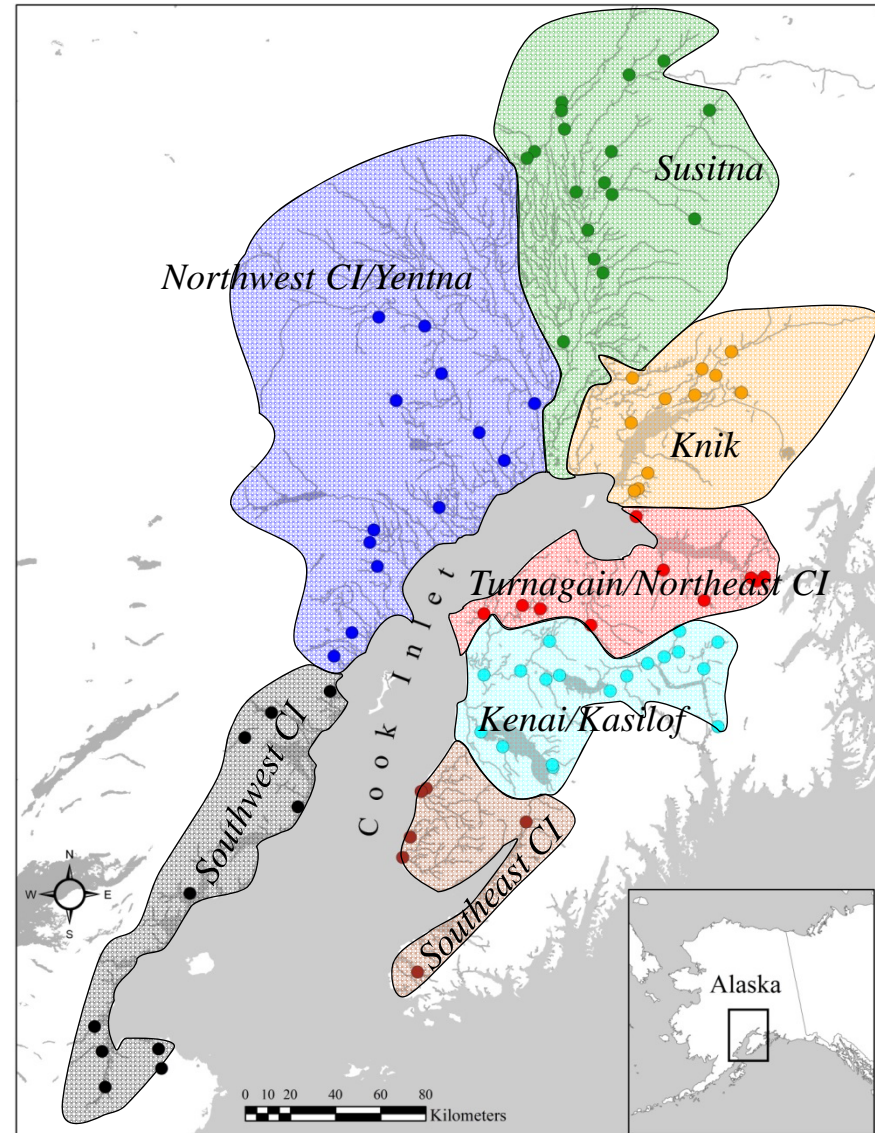 Susitna
Northwest CI/Yentna
Knik
Turnagain/Northeast CI
Cook Inlet
Kenai/Kasilof
Southwest CI
Southeast CI
N
W
E
S
Alaska
0 10 20 40 60 80
Kilometers